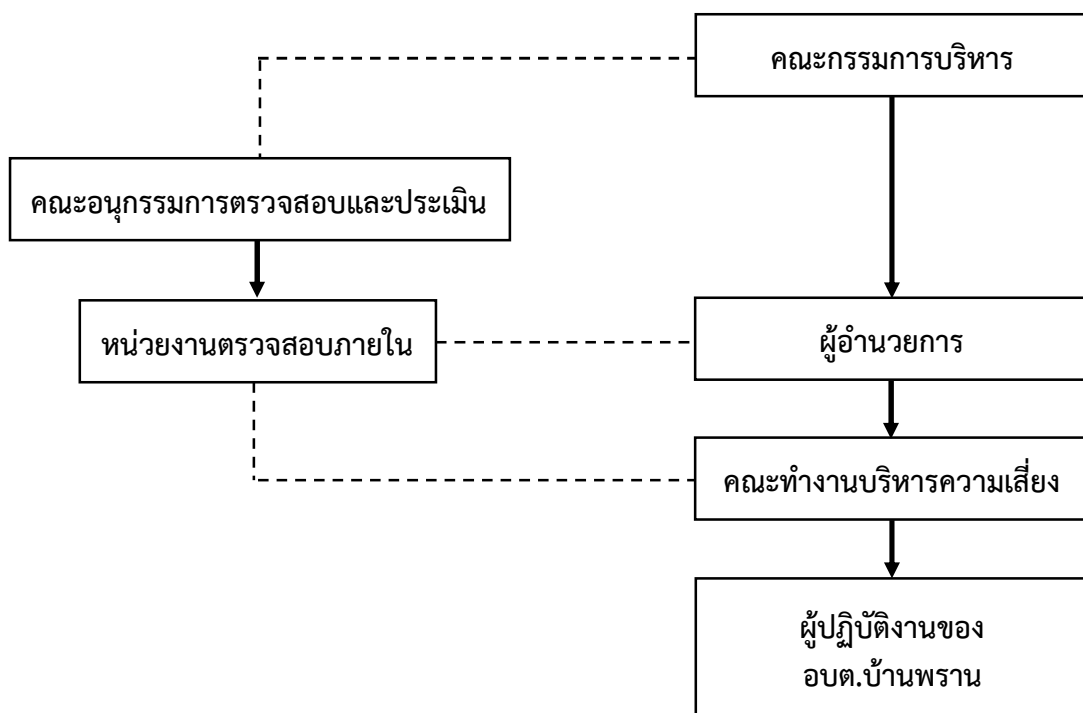 คณะกรรมการบริหาร
คณะอนุกรรมการตรวจสอบและประเมิน
หน่วยงานตรวจสอบภายใน
ผู้อำนวยการ
คณะทำงานบริหารความเสี่ยง
ผู้ปฏิบัติงานของ
อบต.บ้านพราน